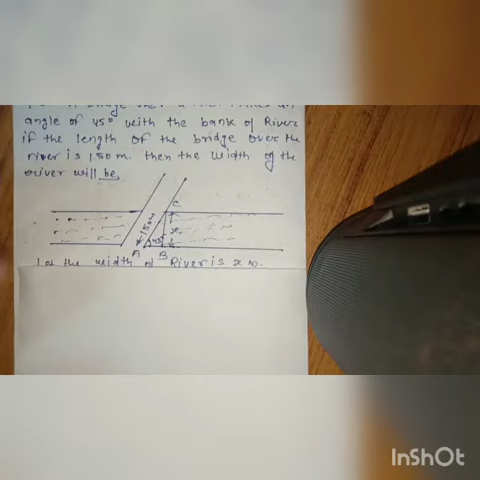 angle of 45° with the bank of River
if the length of the bridge over the
river is 150 m then the width of the
river will be.
C
150m
x
45°
A B
Let the width of River is x m.
InShOt